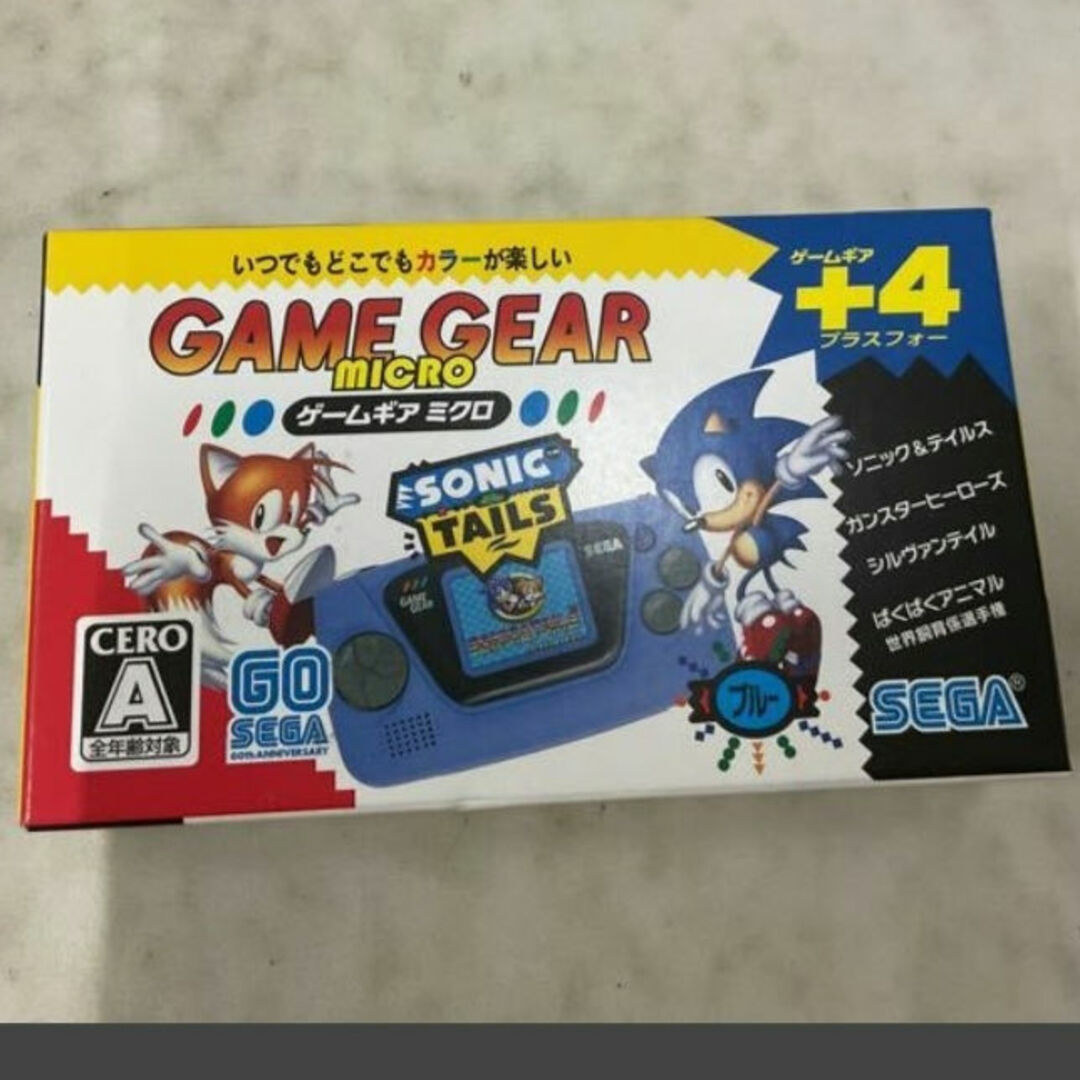 いつでもどこでもカラーが楽しい
GAME GEAR
MICRO
ゲームギア ミクロ
ゲームギア
+4
プラスフォー
ソニック&テイルス
ガンスターヒーローズ
シルヴァンテイル
ぱくぱくアニマル
世界飼育係選手権
SONIC
TAILS
SEGA
GAME
GEAR
CERO
A
全年齢対象
GO
SEGA
60th ANNIVERSARY
ブルー
SEGA®